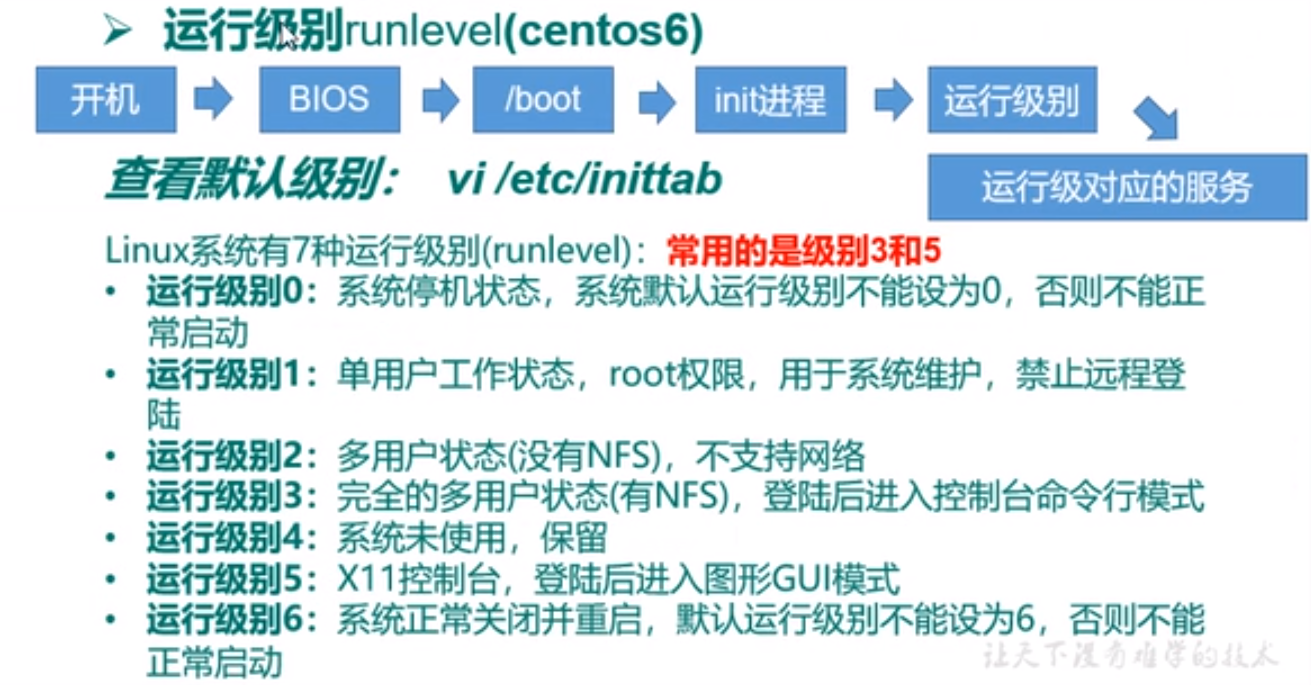 ➢ 运行级别runlevel(centos6)
开机
BIOS
/boot
init进程
运行级别
运行级对应的服务
查看默认级别： vi /etc/inittab
Linux系统有7种运行级别(runlevel)：常用的是级别3和5
• 运行级别0：系统停机状态，系统默认运行级别不能设为0，否则不能正
常启动
• 运行级别1：单用户工作状态，root权限，用于系统维护，禁止远程登
陆
• 运行级别2：多用户状态(没有NFS)，不支持网络
• 运行级别3：完全的多用户状态(有NFS)，登陆后进入控制台命令行模式
• 运行级别4：系统未使用，保留
• 运行级别5：X11控制台，登陆后进入图形GUI模式
• 运行级别6：系统正常关闭并重启，默认运行级别不能设为6，否则不能
正常启动
让天下没有难学的技术